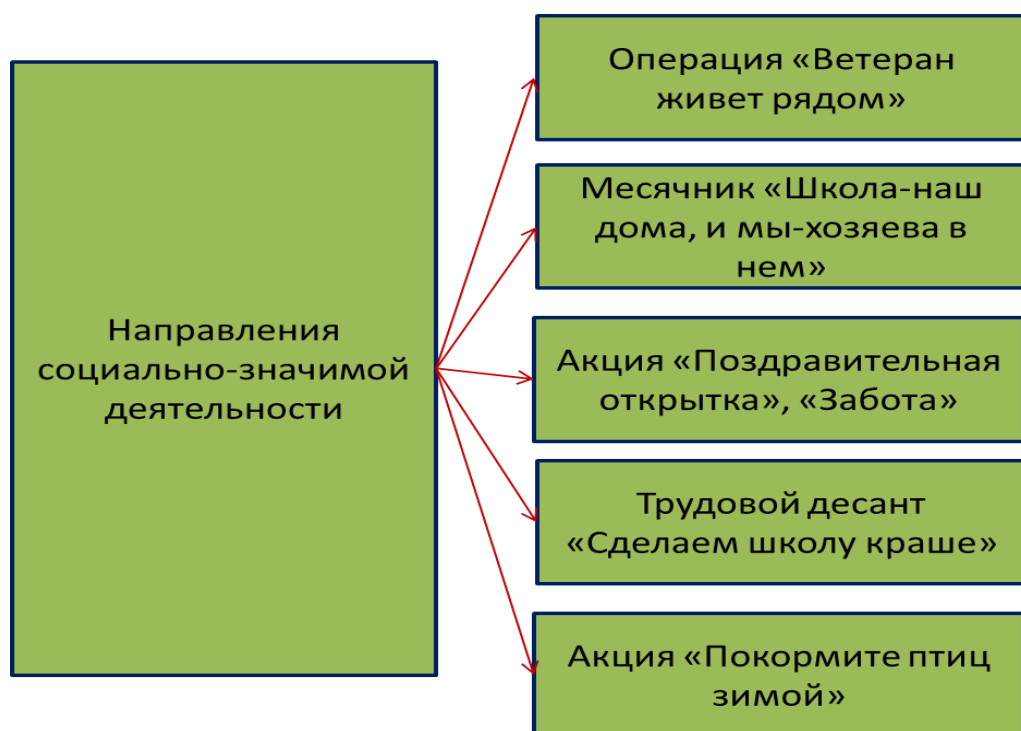 Направления
социально-значимой
деятельности
Операция «Ветеран
живет рядом»
Месячник «Школа-наш
дома, и мы-хозяева в
нем»
Акция «Поздравительная
открытка», «Забота»
Трудовой десант
«Сделаем школу краше»
Акция «Покормите птиц
зимой»